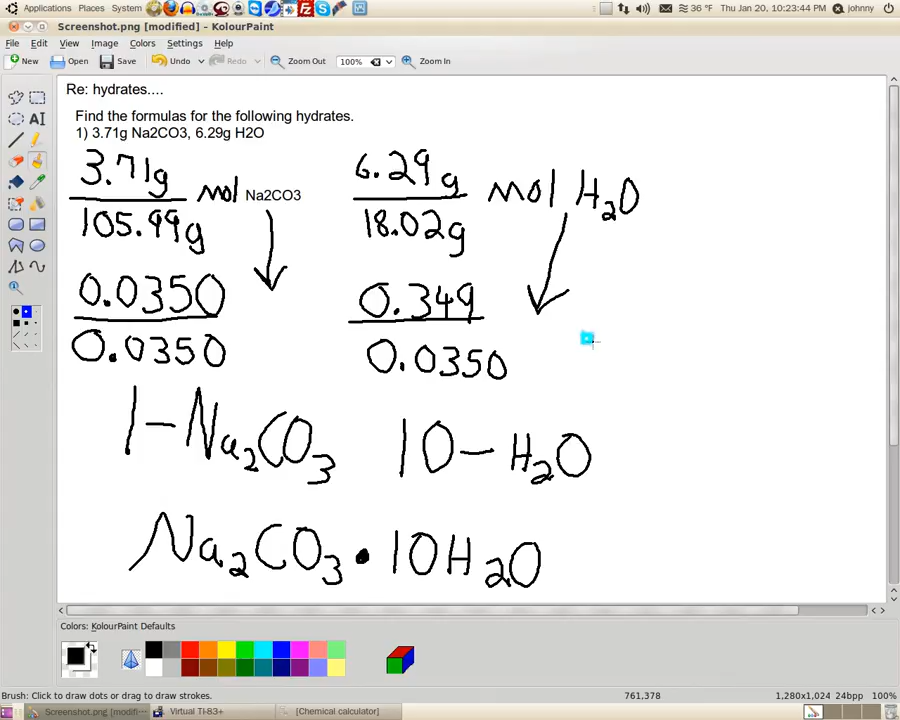 Applications Places System 36 °F Thu Jan 20, 10:23:44 PM johnny
Screenshot.png [modified] - KolourPaint
File Edit View Image Colors Settings Help
New Open Save Undo Redo Zoom Out 100% Zoom In
Re: hydrates....
Find the formulas for the following hydrates.
1) 3.71g Na2CO3, 6.29g H2O
3.71g 6.29g
mol Na2CO3 mol H2O
105.99g 18.02g
0.0350 0.349
0.0350 0.0350
1-Na2CO3 10-H2O
Na2CO3•10H2O
Colors: KolourPaint Defaults
Brush: Click to draw dots or drag to draw strokes. 761,378 1,280x1,024 24bpp 100%
Screenshot.png [modifi... Virtual TI-83+ [Chemical calculator]